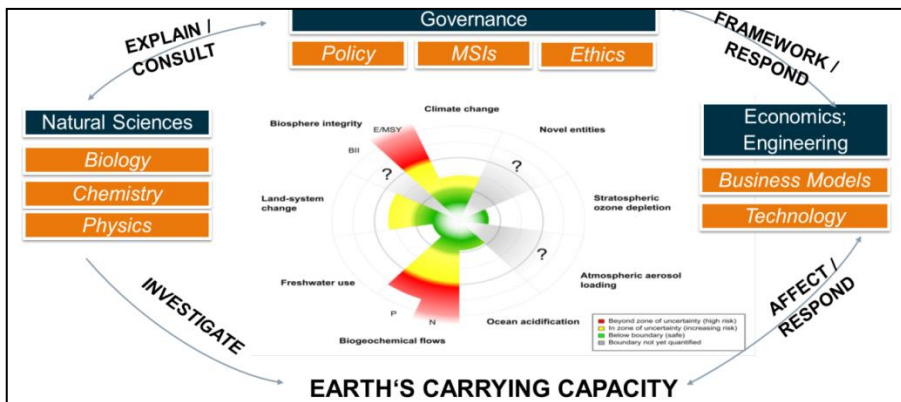 Governance
EXPLAIN /
CONSULT
FRAMEWORK /
RESPOND
Policy
MSIs
Ethics
Natural Sciences
Biology
Chemistry
Physics
Economics;
Engineering
Business Models
Technology
Climate change
Biosphere integrity
E/MSY
BII
Novel entities
?
?
Land-system
change
Stratospheric
ozone depletion
?
Freshwater use
Atmospheric aerosol
loading
P
N
Ocean acidification
Biogeochemical flows
Beyond zone of uncertainty (high risk)
In zone of uncertainty (increasing risk)
Below boundary (safe)
Boundary not yet quantified
INVESTIGATE
AFFECT /
RESPOND
EARTH'S CARRYING CAPACITY